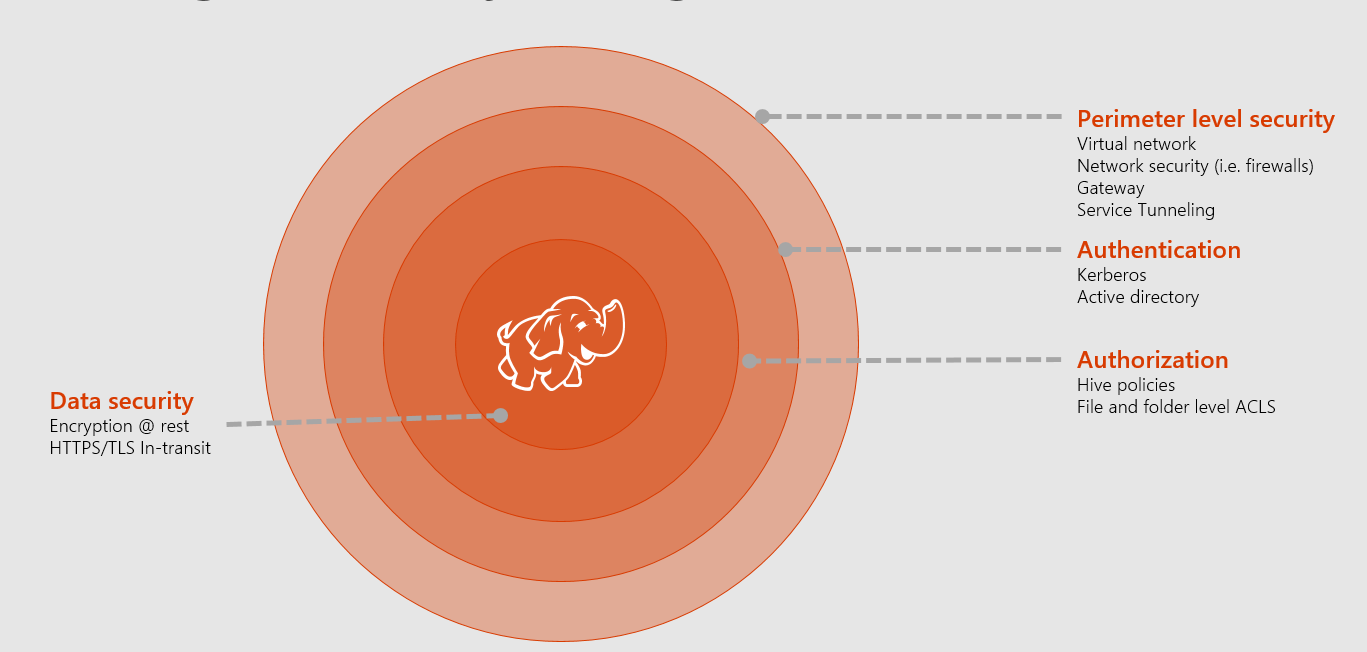 Perimeter level security
Virtual network
Network security (i.e. firewalls)
Gateway
Service Tunneling
Authentication
Kerberos
Active directory
Authorization
Hive policies
File and folder level ACLS
Data security
Encryption @ rest
HTTPS/TLS In-transit